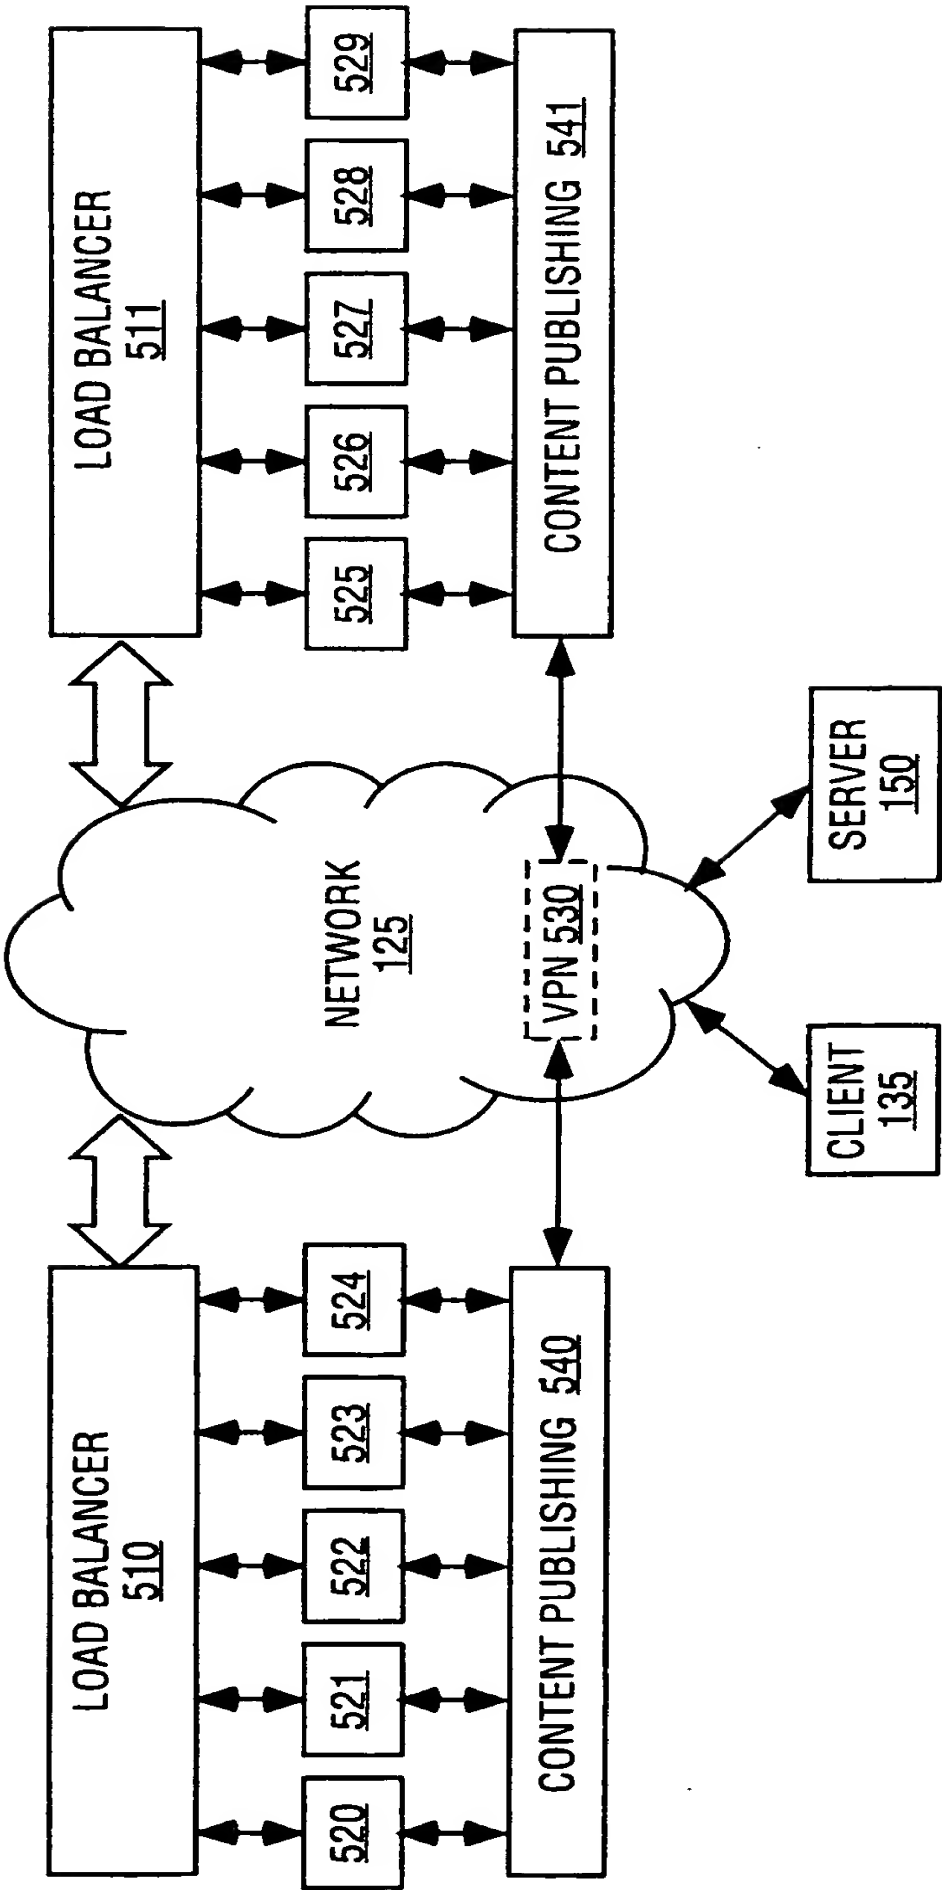 LOAD BALANCER
510
LOAD BALANCER
511
520
521
522
523
524
NETWORK
125
525
526
527
528
529
CONTENT PUBLISHING 540
VPN 530
CONTENT PUBLISHING 541
CLIENT
135
SERVER
150